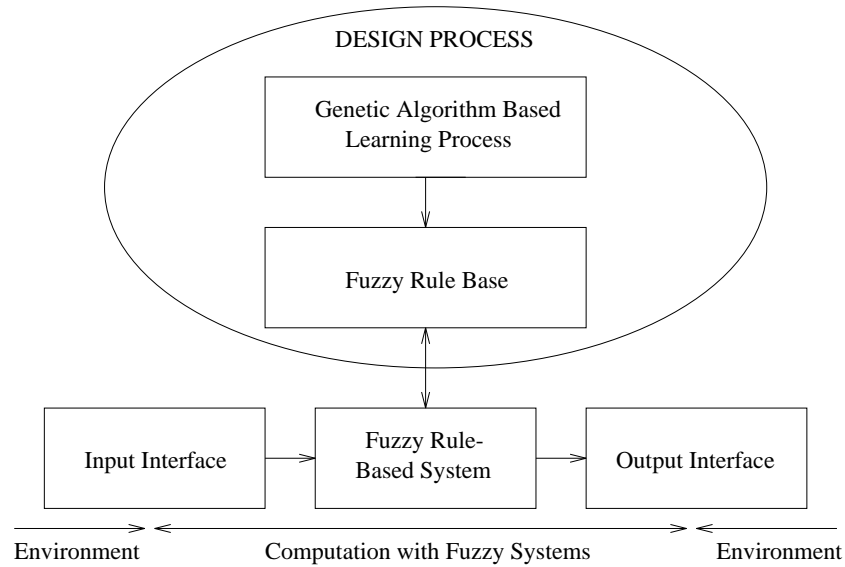 DESIGN PROCESS
Genetic Algorithm Based
Learning Process
Fuzzy Rule Base
Input Interface
Fuzzy Rule-
Based System
Output Interface
Environment
Computation with Fuzzy Systems
Environment